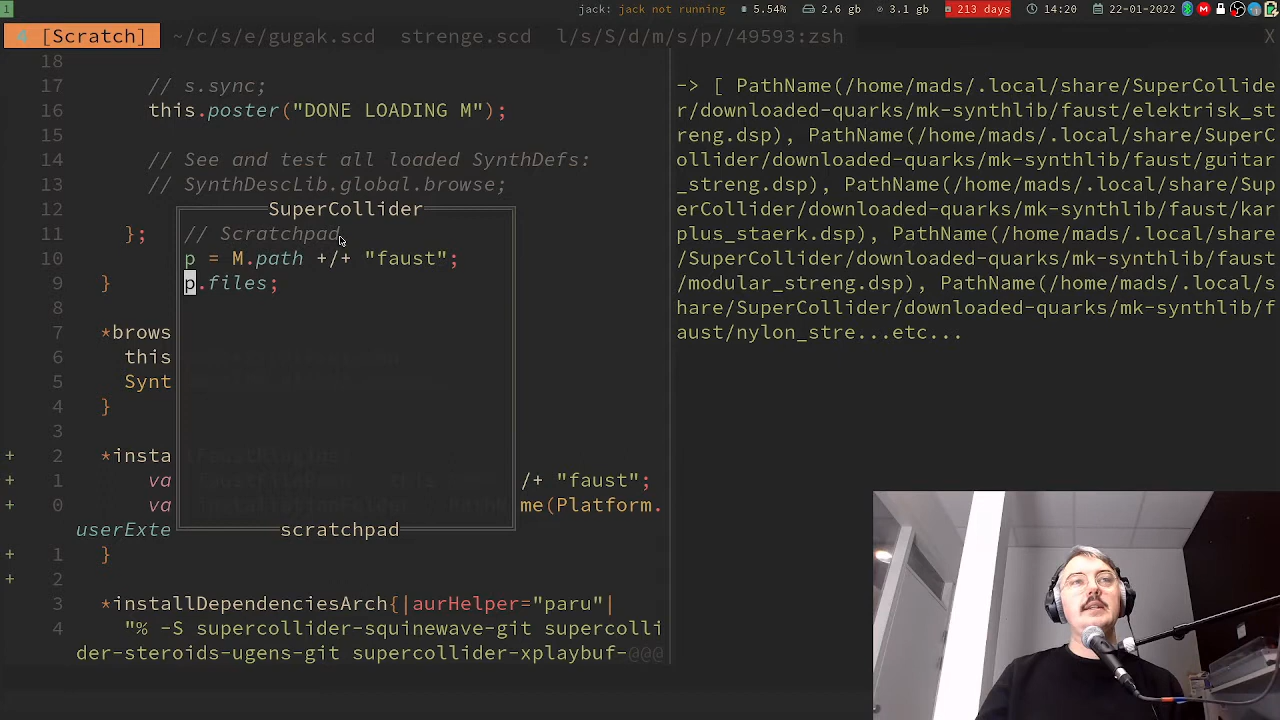 1 jack: jack not running 5.54% 2.6 gb 3.1 gb 213 days 14:20 22-01-2022
4 [Scratch] ~/c/s/e/gugak.scd strenge.scd l/s/S/d/m/s/p//49593:zsh X
18
17 // s.sync;
16 this.poster("DONE LOADING M");
15
14 // See and test all loaded SynthDefs:
13 // SynthDescLib.global.browse;
12
11 };
10
9 }
8
7 *brows
6 this
5 Synt
4 }
3
+ 2 *insta
+ 1 va /+ "faust";
+ 0 va me(Platform.
userExte
+ 1 }
+ 2
3 *installDependenciesArch{|aurHelper="paru"|
4 "% -S supercollider-squinewave-git supercolli
der-steroids-ugens-git supercollider-xplaybuf-@@@
SuperCollider
// Scratchpad
p = M.path +/+ "faust";
p.files;
scratchpad
-> [ PathName(/home/mads/.local/share/SuperCollide
r/downloaded-quarks/mk-synthlib/faust/elektrisk_st
reng.dsp), PathName(/home/mads/.local/share/SuperC
ollider/downloaded-quarks/mk-synthlib/faust/guitar
_streng.dsp), PathName(/home/mads/.local/share/Sup
erCollider/downloaded-quarks/mk-synthlib/faust/kar
plus_staerk.dsp), PathName(/home/mads/.local/share
/SuperCollider/downloaded-quarks/mk-synthlib/faust
/modular_streng.dsp), PathName(/home/mads/.local/s
hare/SuperCollider/downloaded-quarks/mk-synthlib/f
aust/nylon_stre...etc...